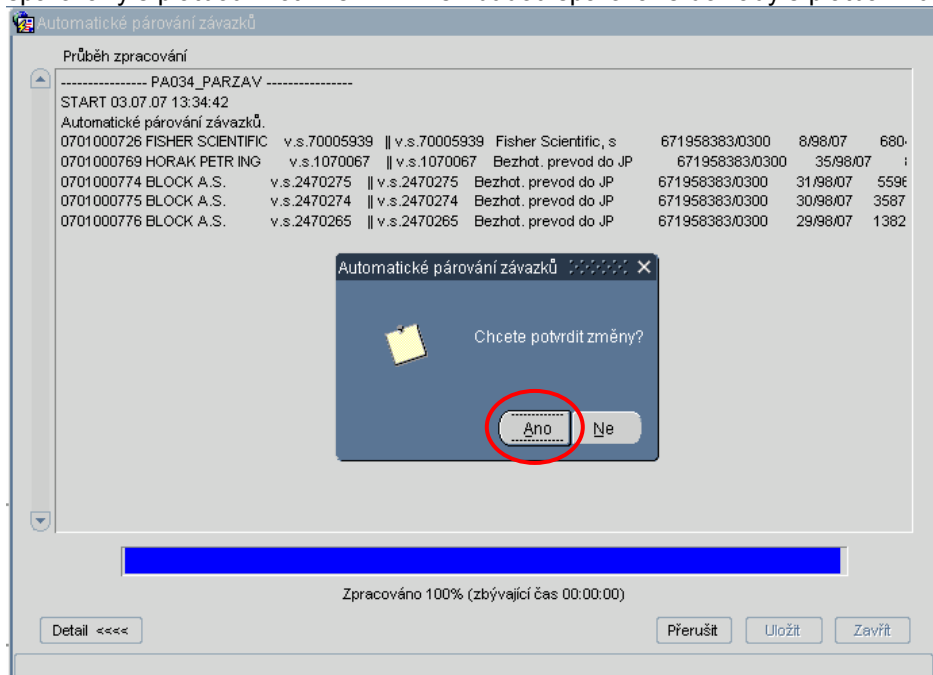 Automatické párování závazků
Průběh zpracování
--------------- PA034_PARZAV ---------------
START 03.07.07 13:34:42
Automatické párování závazků.
0701000726 FISHER SCIENTIFIC v.s.70005939 || v.s.70005939 Fisher Scientific, s 671958383/0300 8/98/07 680
0701000769 HORAK PETR ING v.s.1070067 || v.s.1070067 Bezhot. prevod do JP 671958383/0300 35/98/07
0701000774 BLOCK A.S. v.s.2470275 || v.s.2470275 Bezhot. prevod do JP 671958383/0300 31/98/07 5596
0701000775 BLOCK A.S. v.s.2470274 || v.s.2470274 Bezhot. prevod do JP 671958383/0300 30/98/07 3587
0701000776 BLOCK A.S. v.s.2470265 || v.s.2470265 Bezhot. prevod do JP 671958383/0300 29/98/07 1382
Automatické párování závazků
Chcete potvrdit změny?
Ano Ne
Zpracováno 100% (zbývající čas 00:00:00)
Detail <<<< Přerušit Uložit Zavřít